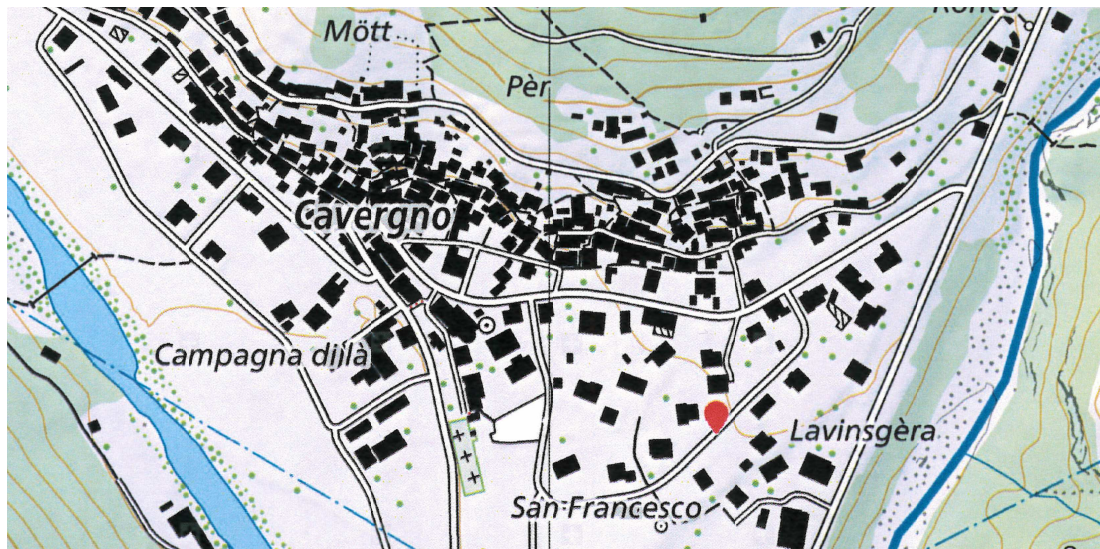 Mött
Ronco
Pèr
Cavergno
Campagna di là
Lavinsgèra
San Francesco